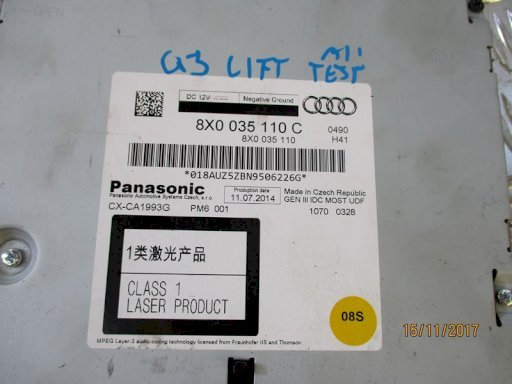 Q3 LIFT
TEST
DC 12V
Negative Ground
8X0 035 110 C
0490
8X0 035 110
H41
*018AUZ5ZBN9506226G*
Panasonic
Panasonic Automotive Systems Czech, s.r.o.
Production date
11.07.2014
Made in Czech Republic
GEN III IDC MOST UDF
CX-CA1993G
PM6 001
1070 0328
1类激光产品
CLASS 1
LASER PRODUCT
08S
MPEG Layer-3 audio coding technology licensed from Fraunhofer IIS and Thomson
15/11/2017